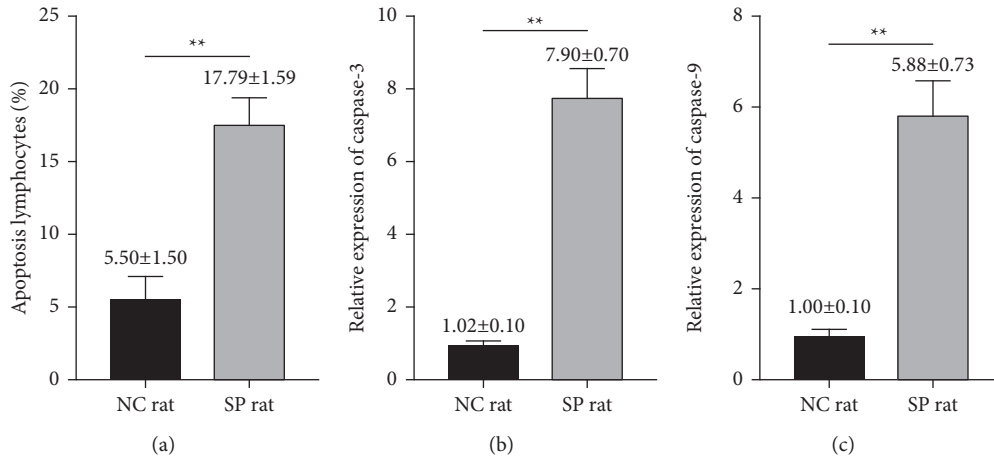 Apoptosis lymphocytes (%)
25
20
15
10
5
0
**
17.79±1.59
5.50±1.50
NC rat
SP rat
(a)
Relative expression of caspase-3
10
8
6
4
2
0
**
7.90±0.70
1.02±0.10
NC rat
SP rat
(b)
Relative expression of caspase-9
8
6
4
2
0
**
5.88±0.73
1.00±0.10
NC rat
SP rat
(c)